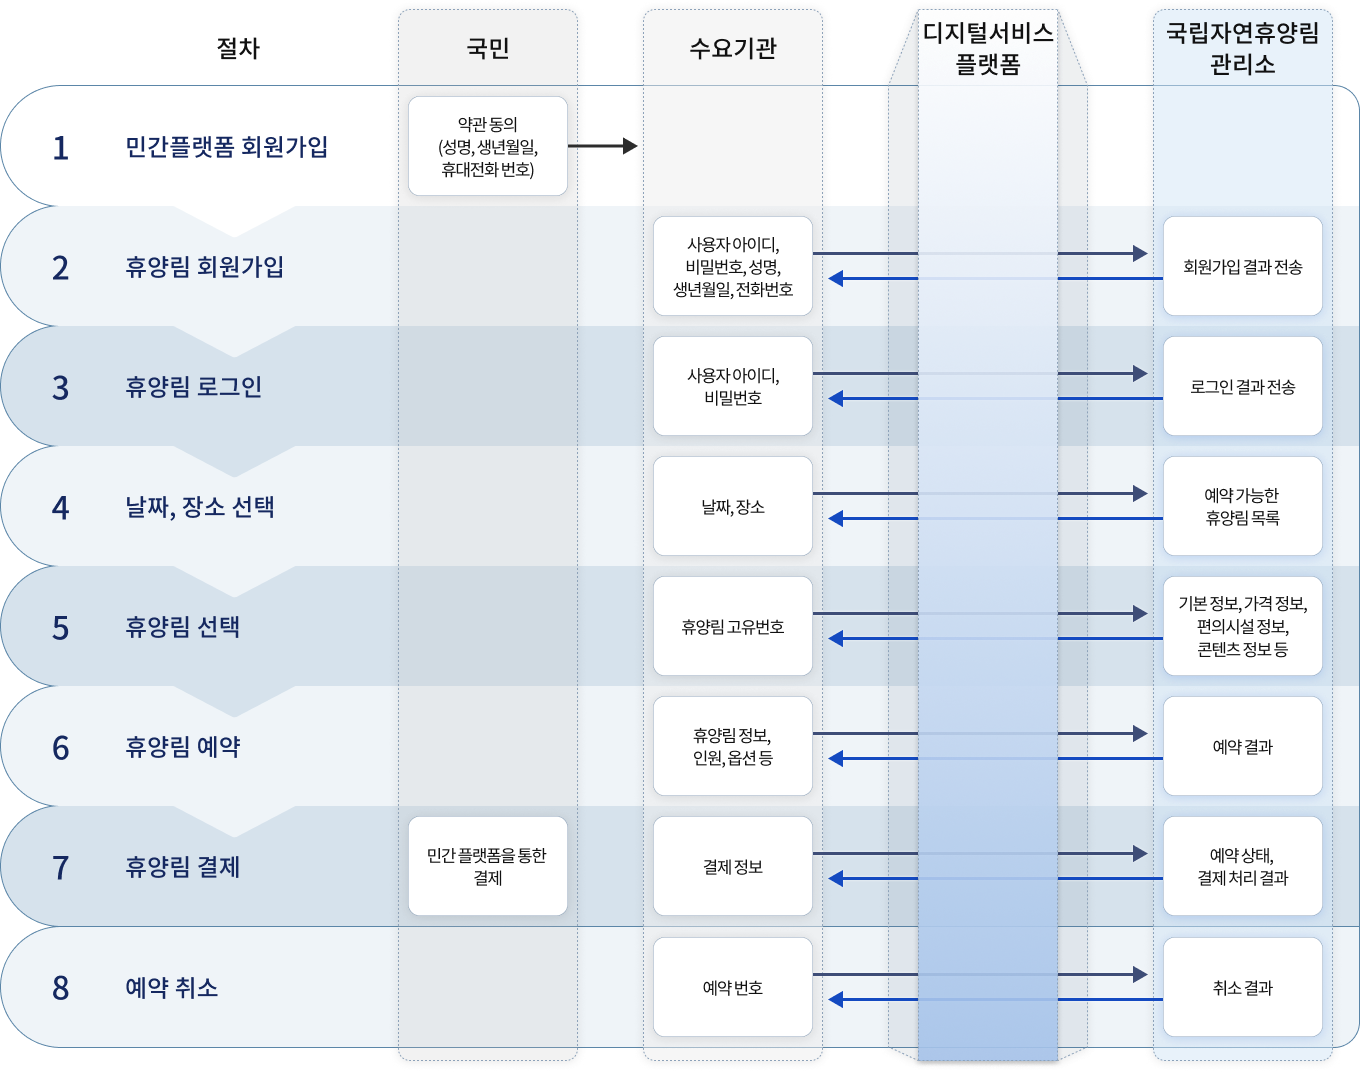 절차
국민
수요기관
디지털서비스
플랫폼
국립자연휴양림
관리소
1
민간플랫폼 회원가입
약관 동의
(성명, 생년월일,
휴대전화 번호)
2
휴양림 회원가입
사용자 아이디,
비밀번호, 성명,
생년월일, 전화번호
회원가입 결과 전송
3
휴양림 로그인
사용자 아이디,
비밀번호
로그인 결과 전송
4
날짜, 장소 선택
날짜, 장소
예약 가능한
휴양림 목록
5
휴양림 선택
휴양림 고유번호
기본 정보, 가격 정보,
편의시설 정보,
콘텐츠 정보 등
6
휴양림 예약
휴양림 정보,
인원, 옵션 등
예약 결과
7
휴양림 결제
민간 플랫폼을 통한
결제
결제 정보
예약 상태,
결제 처리 결과
8
예약 취소
예약 번호
취소 결과